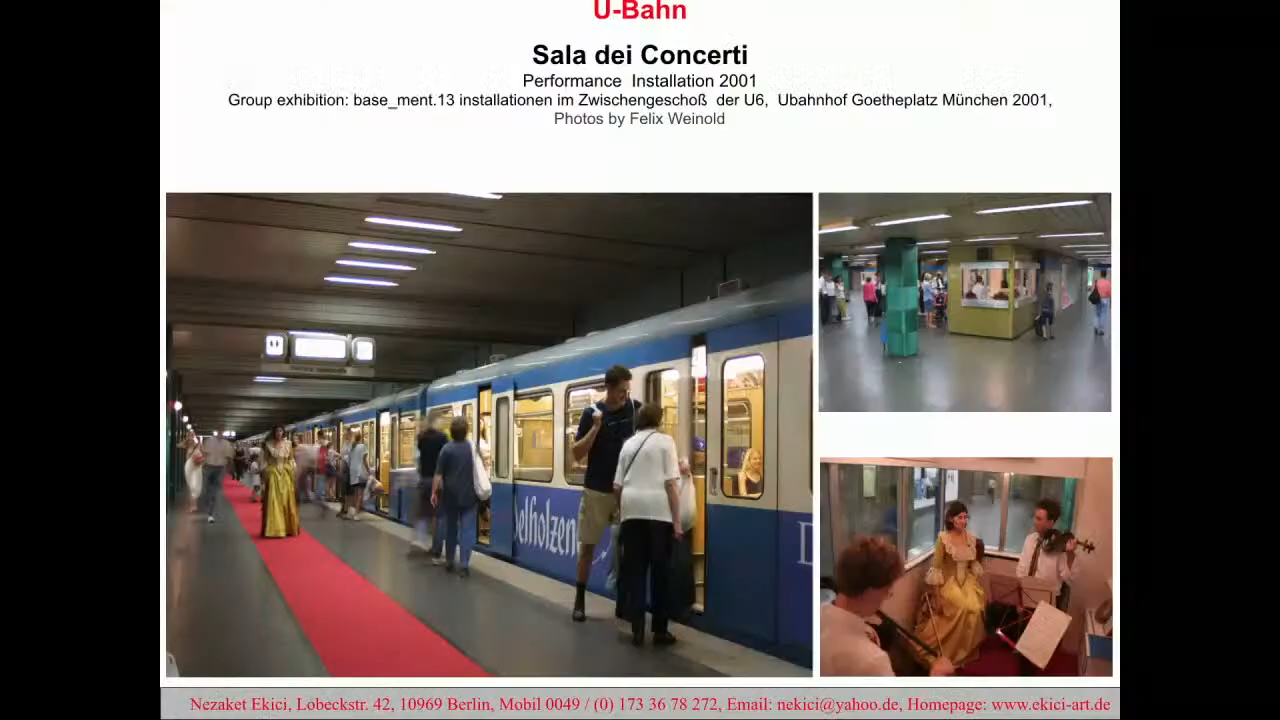 U-Bahn
Sala dei Concerti
Performance  Installation 2001
Group exhibition: base_ment.13 installationen im Zwischengeschoß  der U6,  Ubahnhof Goetheplatz München 2001,
Photos by Felix Weinold
elholzen
Nezaket Ekici, Lobeckstr. 42, 10969 Berlin, Mobil 0049 / (0) 173 36 78 272, Email: nekici@yahoo.de, Homepage: www.ekici-art.de